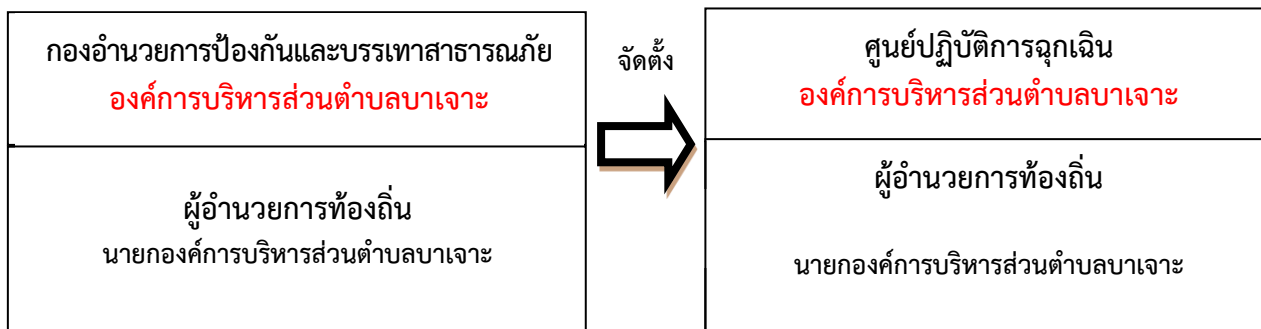 กองอำนวยการป้องกันและบรรเทาสาธารณภัย
องค์การบริหารส่วนตำบลบาเจาะ
ผู้อำนวยการท้องถิ่น
นายกองค์การบริหารส่วนตำบลบาเจาะ
จัดตั้ง
ศูนย์ปฏิบัติการฉุกเฉิน
องค์การบริหารส่วนตำบลบาเจาะ
ผู้อำนวยการท้องถิ่น
นายกองค์การบริหารส่วนตำบลบาเจาะ